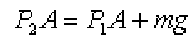 P₂A = P₁A + mg